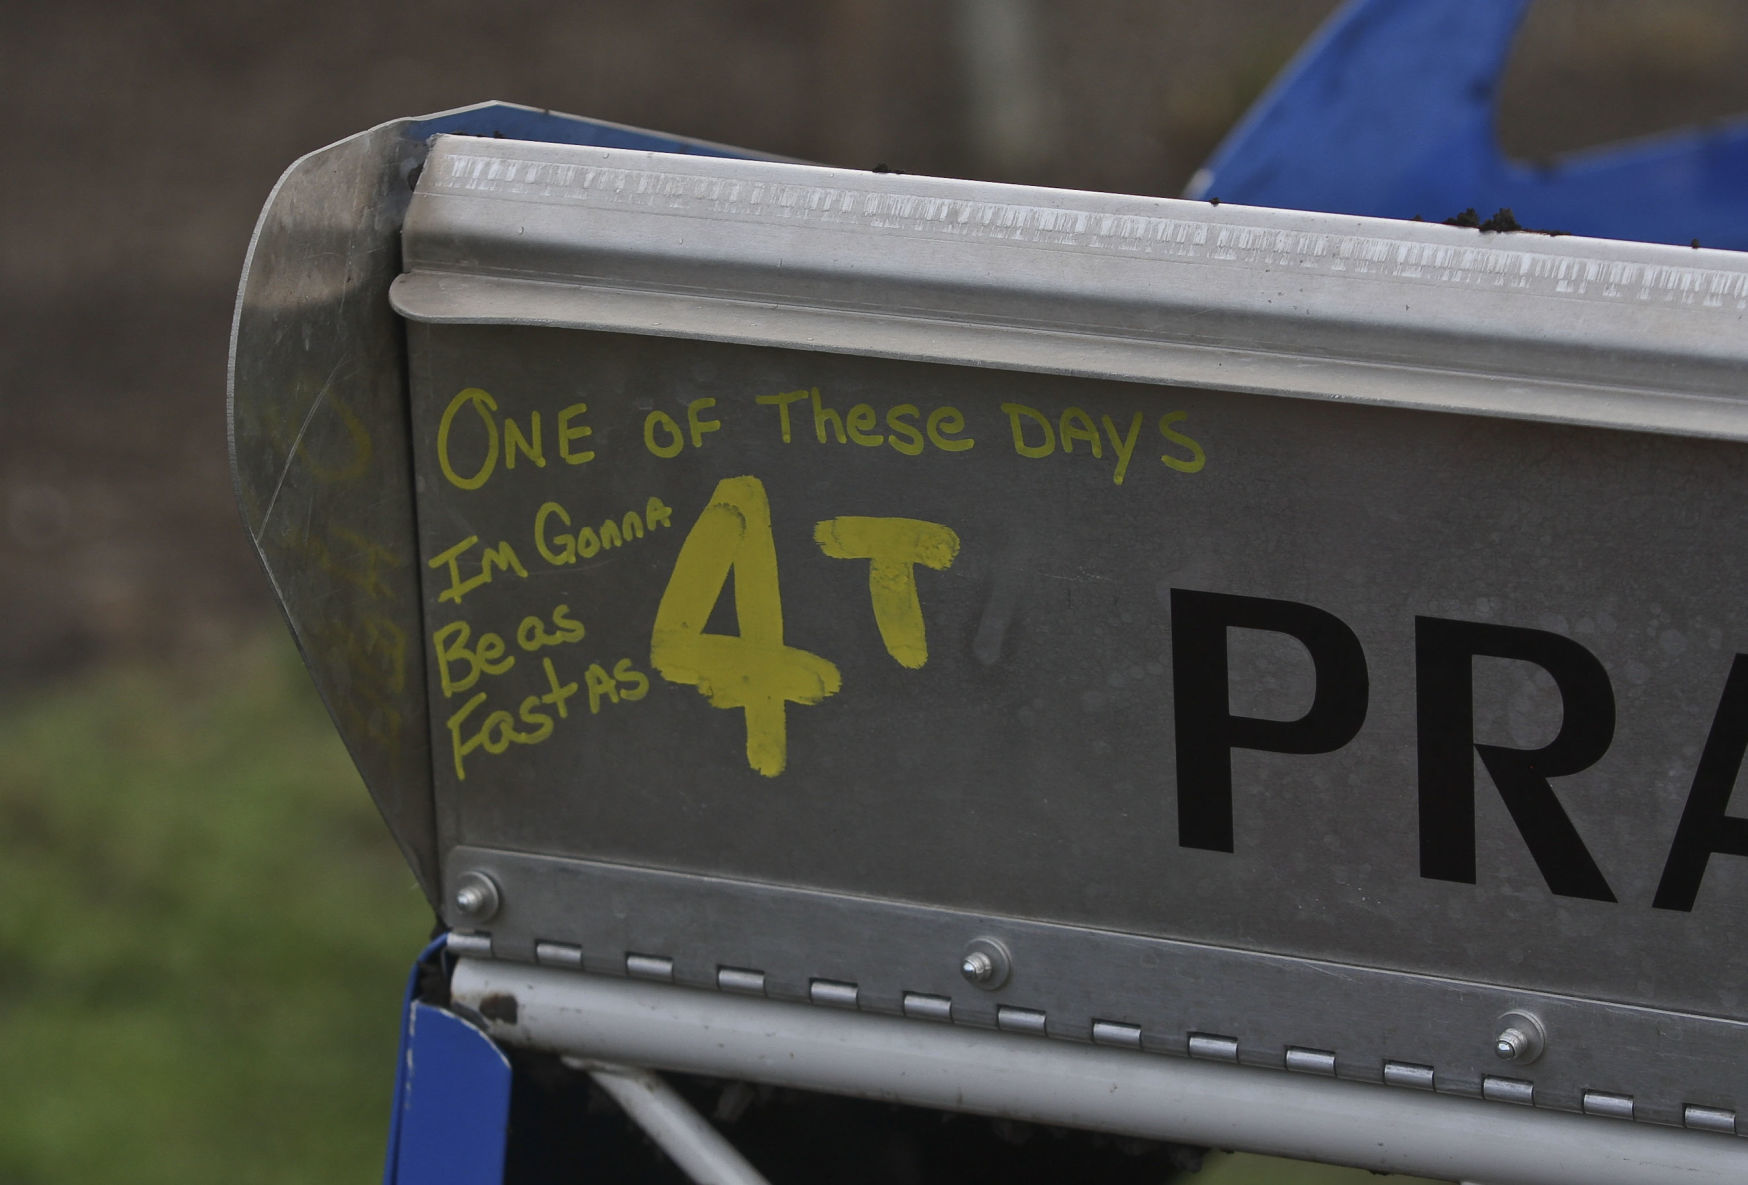 ONE OF These DAYS
Im Gonna
Be as
Fast As
4T
PRA